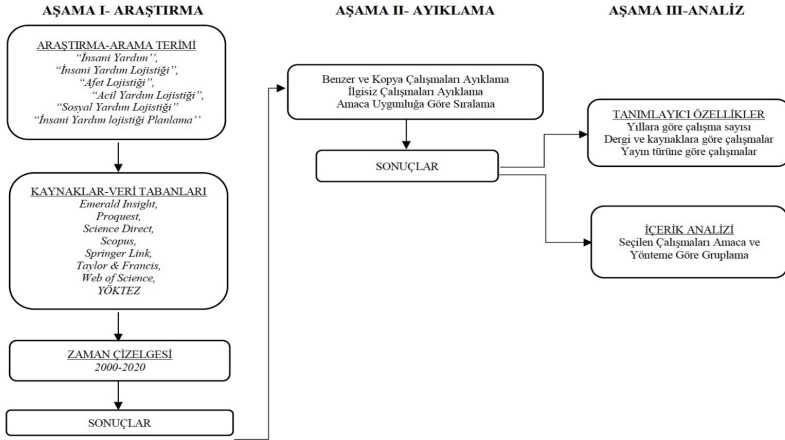 AŞAMA I- ARAŞTIRMA
ARAŞTIRMA-ARAMA TERİMİ
“İnsani Yardım’’,
“İnsani Yardım Lojistiği”,
“Afet Lojistiği”,
“Acil Yardım Lojistiği”,
“Sosyal Yardım Lojistiği”
“İnsani Yardım lojistiği Planlama’’
KAYNAKLAR-VERİ TABANLARI
Emerald Insight,
Proquest,
Science Direct,
Scopus,
Springer Link,
Taylor & Francis,
Web of Science,
YÖKTEZ
ZAMAN ÇİZELGESİ
2000-2020
SONUÇLAR
AŞAMA II- AYIKLAMA
Benzer ve Kopya Çalışmaları Ayıklama
İlgisiz Çalışmaları Ayıklama
Amaca Uygunluğa Göre Sıralama
SONUÇLAR
AŞAMA III-ANALİZ
TANIMLAYICI ÖZELLİKLER
Yıllara göre çalışma sayısı
Dergi ve kaynaklara göre çalışmalar
Yayın türüne göre çalışmalar
İÇERİK ANALİZİ
Seçilen Çalışmaları Amaca ve
Yönteme Göre Gruplama